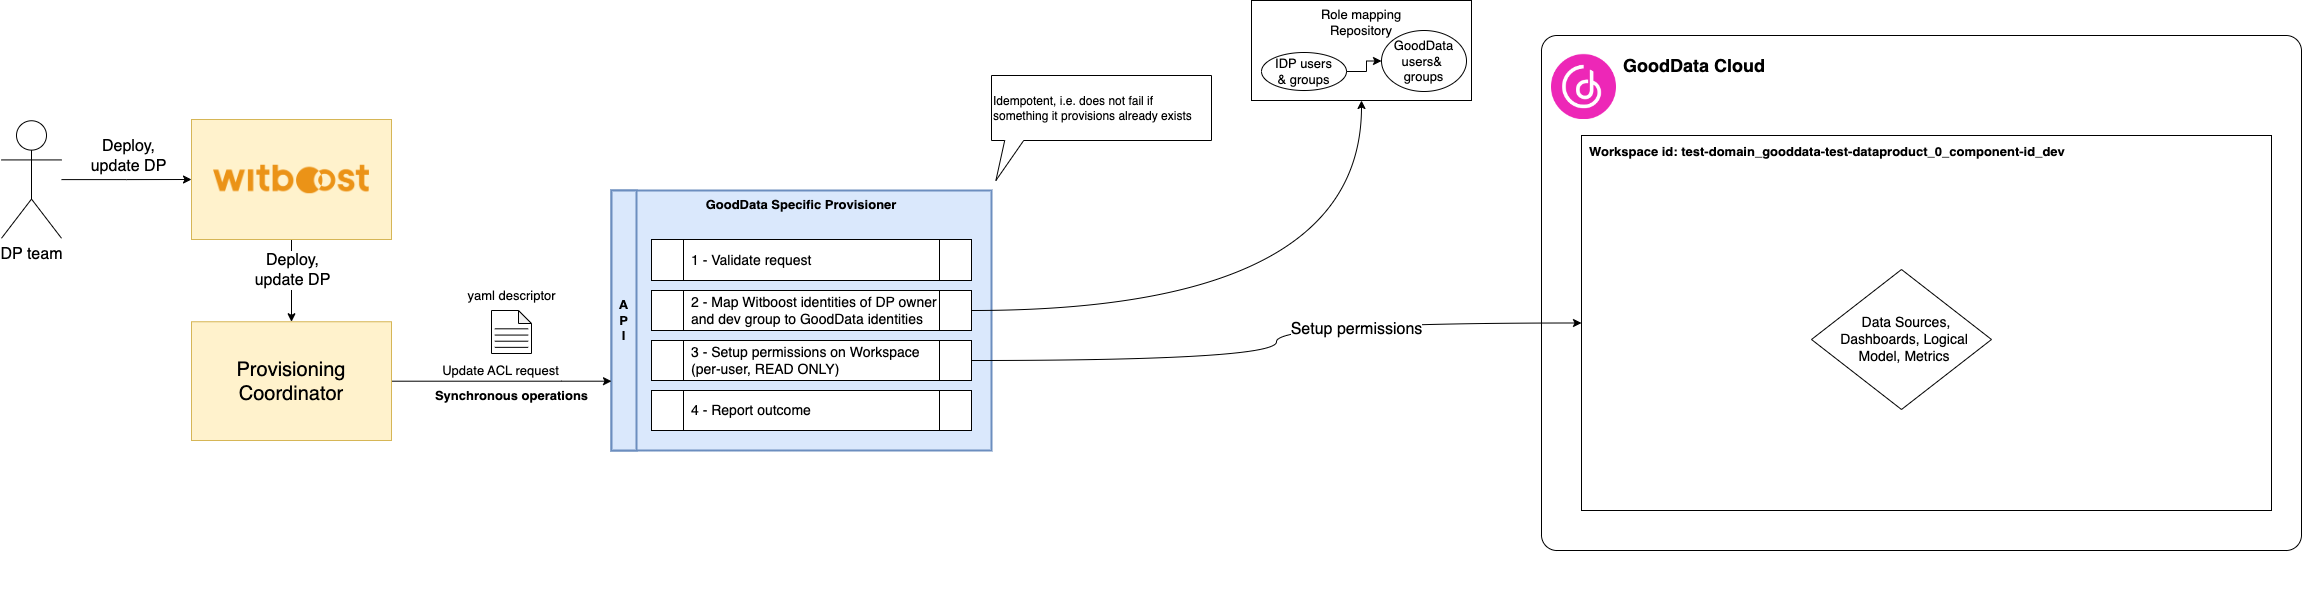 DP team
Deploy,
update DP
witboost
Deploy,
update DP
Provisioning
Coordinator
yaml descriptor
Update ACL request
Synchronous operations
A
P
I
GoodData Specific Provisioner
1 - Validate request
2 - Map Witboost identities of DP owner
and dev group to GoodData identities
3 - Setup permissions on Workspace
(per-user, READ ONLY)
4 - Report outcome
Idempotent, i.e. does not fail if
something it provisions already exists
Role mapping
Repository
IDP users
& groups
GoodData
users&
groups
Setup permissions
GoodData Cloud
Workspace id: test-domain_gooddata-test-dataproduct_0_component-id_dev
Data Sources,
Dashboards, Logical
Model, Metrics